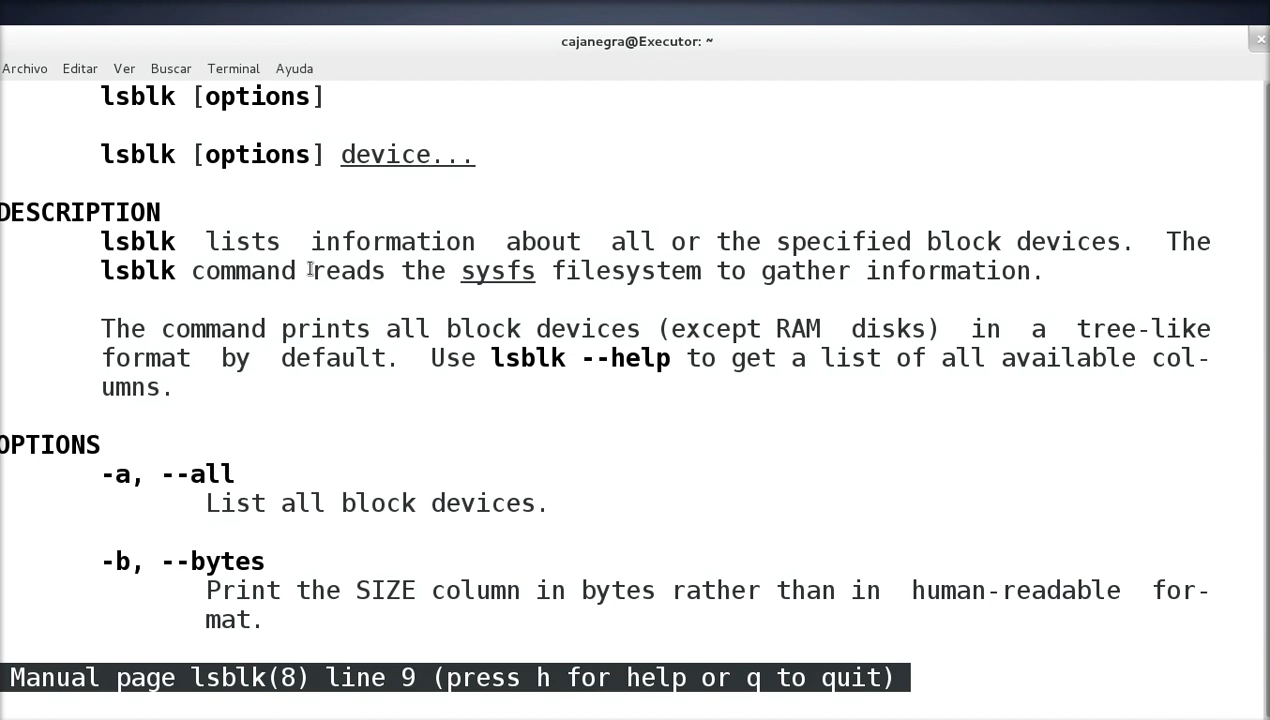 cajanegra@Executor: ~
×
Archivo Editar Ver Buscar Terminal Ayuda
lsblk [options]
lsblk [options] device...
DESCRIPTION
lsblk lists information about all or the specified block devices. The
lsblk command reads the sysfs filesystem to gather information.
The command prints all block devices (except RAM disks) in a tree-like
format by default. Use lsblk --help to get a list of all available col-
umns.
OPTIONS
-a, --all
List all block devices.
-b, --bytes
Print the SIZE column in bytes rather than in human-readable for-
mat.
Manual page lsblk(8) line 9 (press h for help or q to quit)